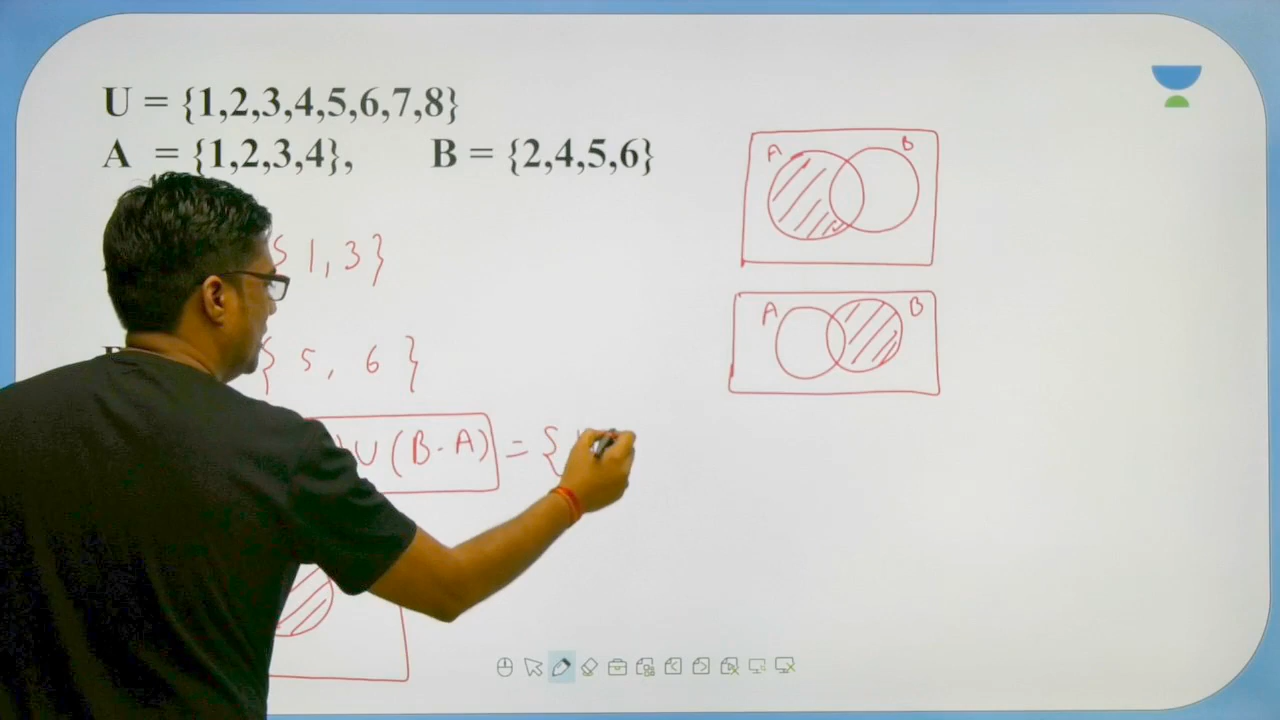 U = {1,2,3,4,5,6,7,8}
A = {1,2,3,4}, B = {2,4,5,6}
A B
{1,3}
A B
{5, 6}
)∪(B-A) = {